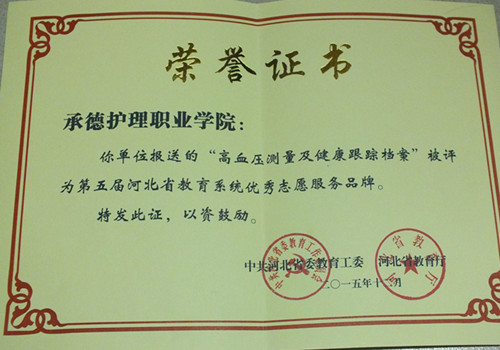 荣誉证书
承德护理职业学院：
你单位报送的“高血压测量及健康跟踪档案”被评
为第五届河北省教育系统优秀志愿服务品牌。
特发此证，以资鼓励。
中共河北省委教育工委 河北省教育厅
二〇一五年十二月